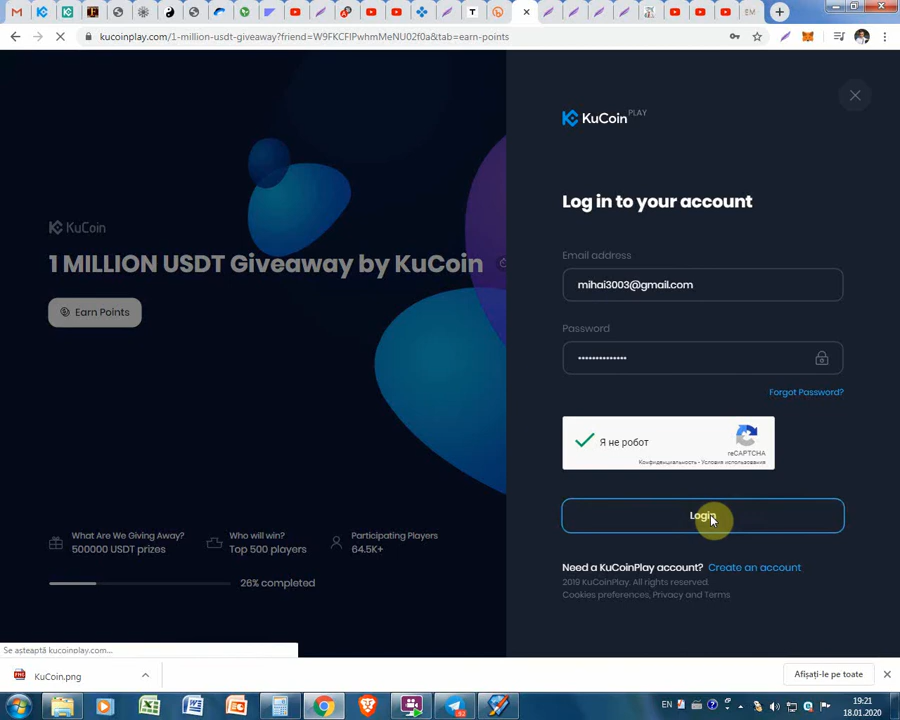 kucoinplay.com/1-million-usdt-giveaway?friend=W9FKCFIPwhmMeNU02f0a&tab=earn-points
KuCoin PLAY
Log in to your account
Email address
mihai3003@gmail.com
Password
••••••••••••••
Forgot Password?
Я не робот
reCAPTCHA
Конфиденциальность - Условия использования
Login
Need a KuCoinPlay account? Create an account
2019 KuCoinPlay. All rights reserved.
Cookies preferences, Privacy and Terms
KuCoin
1 MILLION USDT Giveaway by KuCoin
Earn Points
What Are We Giving Away?
500000 USDT prizes
Who will win?
Top 500 players
Participating Players
64.5K+
26% completed
Se așteaptă kucoinplay.com...
KuCoin.png
Afișați-le pe toate
EN
19:21
18.01.2020